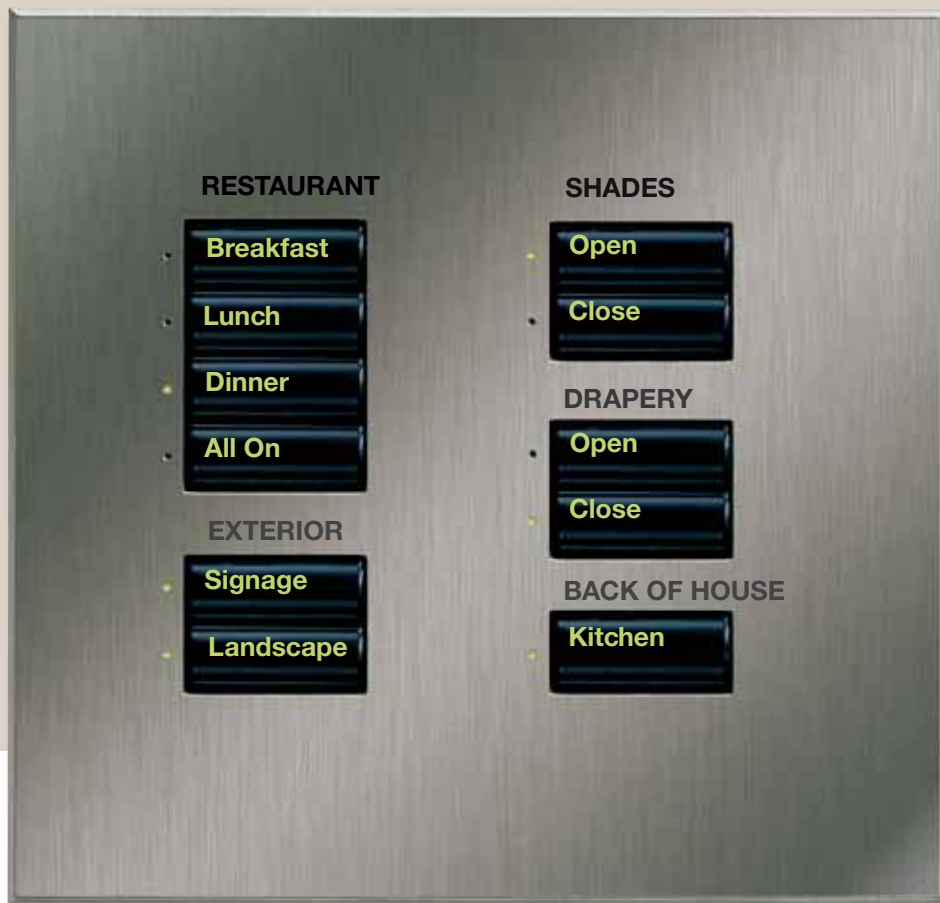 RESTAURANT
Breakfast
Lunch
Dinner
All On
EXTERIOR
Signage
Landscape
SHADES
Open
Close
DRAPERY
Open
Close
BACK OF HOUSE
Kitchen